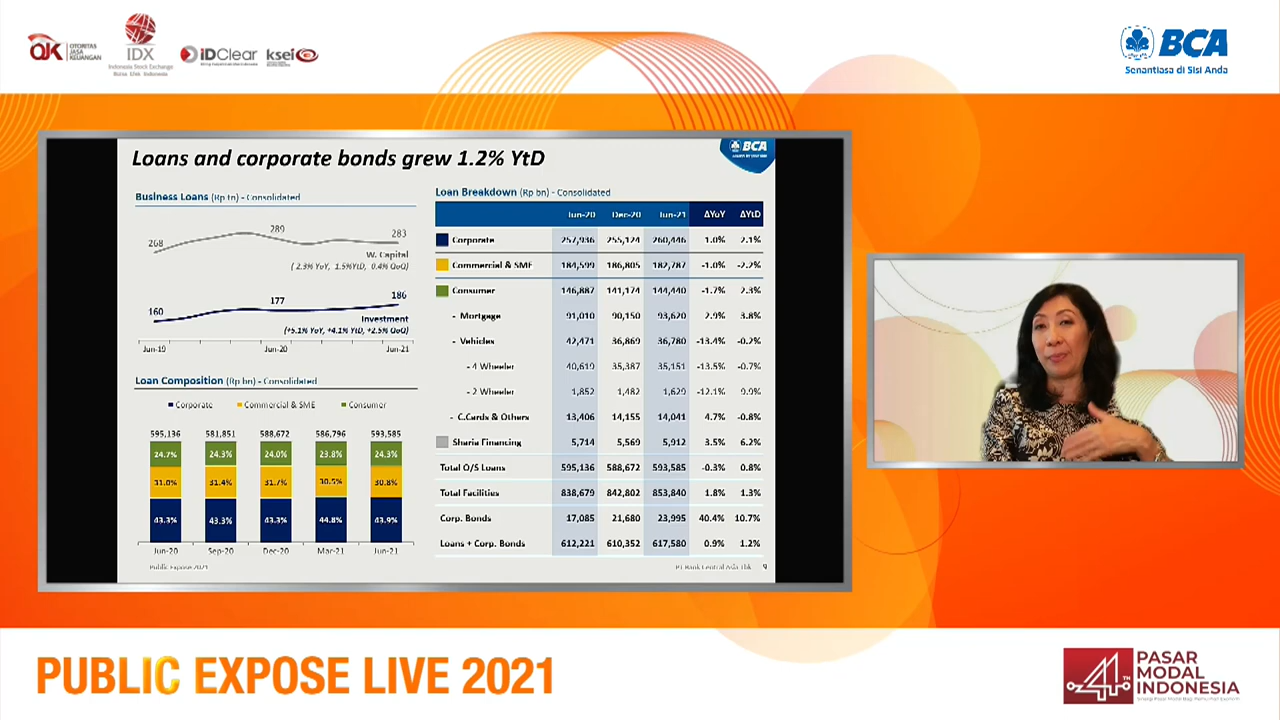 OTORITAS
JASA
KEUANGAN
IDX
Indonesia Stock Exchange
Bursa Efek Indonesia
iDClear
ksei
BCA
Senantiasa di Sisi Anda
Loans and corporate bonds grew 1.2% YtD
BCA
Business Loans (Rp tn) - Consolidated
268
289
283
W. Capital
160
177
186
Investment
(+5.1% YoY, +4.1% YtD, +2.5% QoQ)
Jun-19 Jun-20 Jun-21
Loan Composition (Rp bn) - Consolidated
Corporate Commercial & SME Consumer
595,136 581,851 588,672 586,796 593,585
24.7% 24.3% 24.0% 23.8% 24.3%
31.0% 31.4% 31.7% 30.5% 30.8%
43.3% 43.3% 43.3% 44.8% 43.9%
Jun-20 Sep-20 Dec-20 Mar-21 Jun-21
Public Expose 2021
Loan Breakdown (Rp bn) - Consolidated
Jun-20 Dec-20 Jun-21 ΔYoY ΔYtD
Corporate 257,936 255,124 260,446 1.0% 2.1%
Commercial & SME 184,599 186,805 182,787 -1.0% -2.2%
Consumer 146,887 141,174 144,440 -1.7% 2.3%
- Mortgage 91,010 90,150 93,620 2.9% 3.8%
- Vehicles 42,471 36,869 36,780 -13.4% -0.2%
- 4 Wheeler 40,619 35,387 35,151 -13.5% -0.7%
- 2 Wheeler 1,852 1,482 1,629 -12.1% 9.9%
- C.Cards & Others 13,406 14,155 14,041 4.7% -0.8%
Sharia Financing 5,714 5,569 5,912 3.5% 6.2%
Total O/S Loans 595,136 588,672 593,585 -0.3% 0.8%
Total Facilities 838,679 842,802 853,840 1.8% 1.3%
Corp. Bonds 17,085 21,680 23,995 40.4% 10.7%
Loans + Corp. Bonds 612,221 610,352 617,580 0.9% 1.2%
PT Bank Central Asia Tbk 9
PUBLIC EXPOSE LIVE 2021
44TH
PASAR
MODAL
INDONESIA